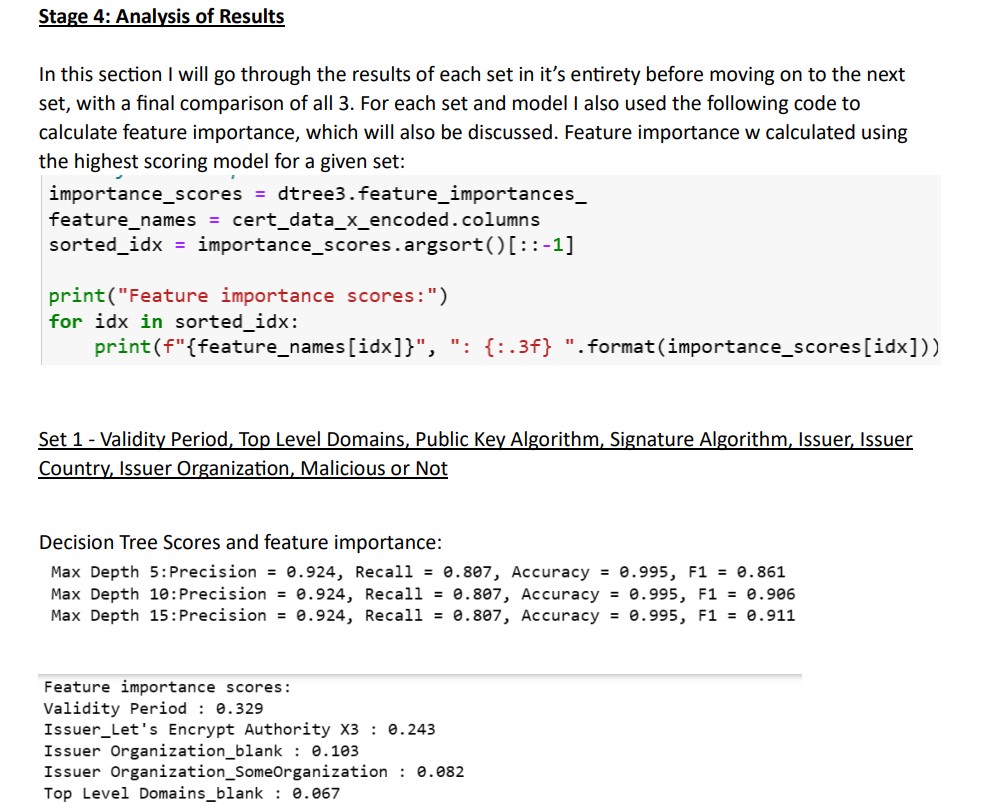 Stage 4: Analysis of Results
In this section I will go through the results of each set in it's entirety before moving on to the next
set, with a final comparison of all 3. For each set and model I also used the following code to
calculate feature importance, which will also be discussed. Feature importance w calculated using
the highest scoring model for a given set:
importance_scores = dtree3.feature_importances_
feature_names = cert_data_x_encoded.columns
sorted_idx = importance_scores.argsort()[::-1]
print("Feature importance scores:")
for idx in sorted_idx:
    print(f"{feature_names[idx]}", ": {:.3f} ".format(importance_scores[idx]))
Set 1 - Validity Period, Top Level Domains, Public Key Algorithm, Signature Algorithm, Issuer, Issuer
Country, Issuer Organization, Malicious or Not
Decision Tree Scores and feature importance:
Max Depth 5:Precision = 0.924, Recall = 0.807, Accuracy = 0.995, F1 = 0.861
Max Depth 10:Precision = 0.924, Recall = 0.807, Accuracy = 0.995, F1 = 0.906
Max Depth 15:Precision = 0.924, Recall = 0.807, Accuracy = 0.995, F1 = 0.911
Feature importance scores:
Validity Period : 0.329
Issuer_Let's Encrypt Authority X3 : 0.243
Issuer Organization_blank : 0.103
Issuer Organization_SomeOrganization : 0.082
Top Level Domains_blank : 0.067